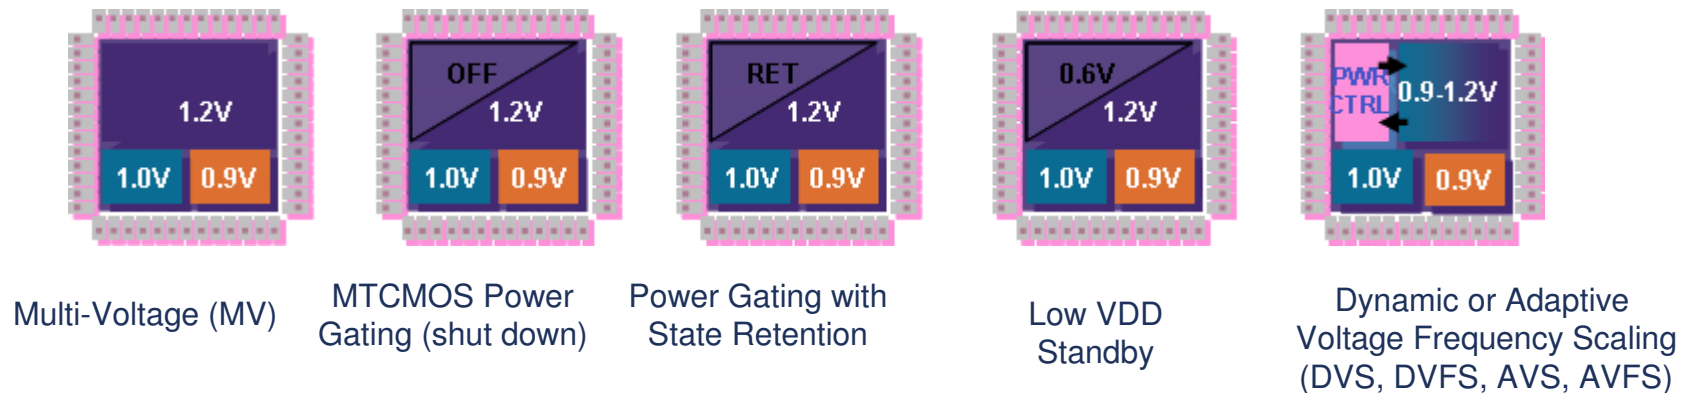 1.2V
1.0V 0.9V
Multi-Voltage (MV)
OFF
1.2V
1.0V 0.9V
MTCMOS Power
Gating (shut down)
RET
1.2V
1.0V 0.9V
Power Gating with
State Retention
0.6V
1.2V
1.0V 0.9V
Low VDD
Standby
PWR
CTRL
0.9-1.2V
1.0V 0.9V
Dynamic or Adaptive
Voltage Frequency Scaling
(DVS, DVFS, AVS, AVFS)